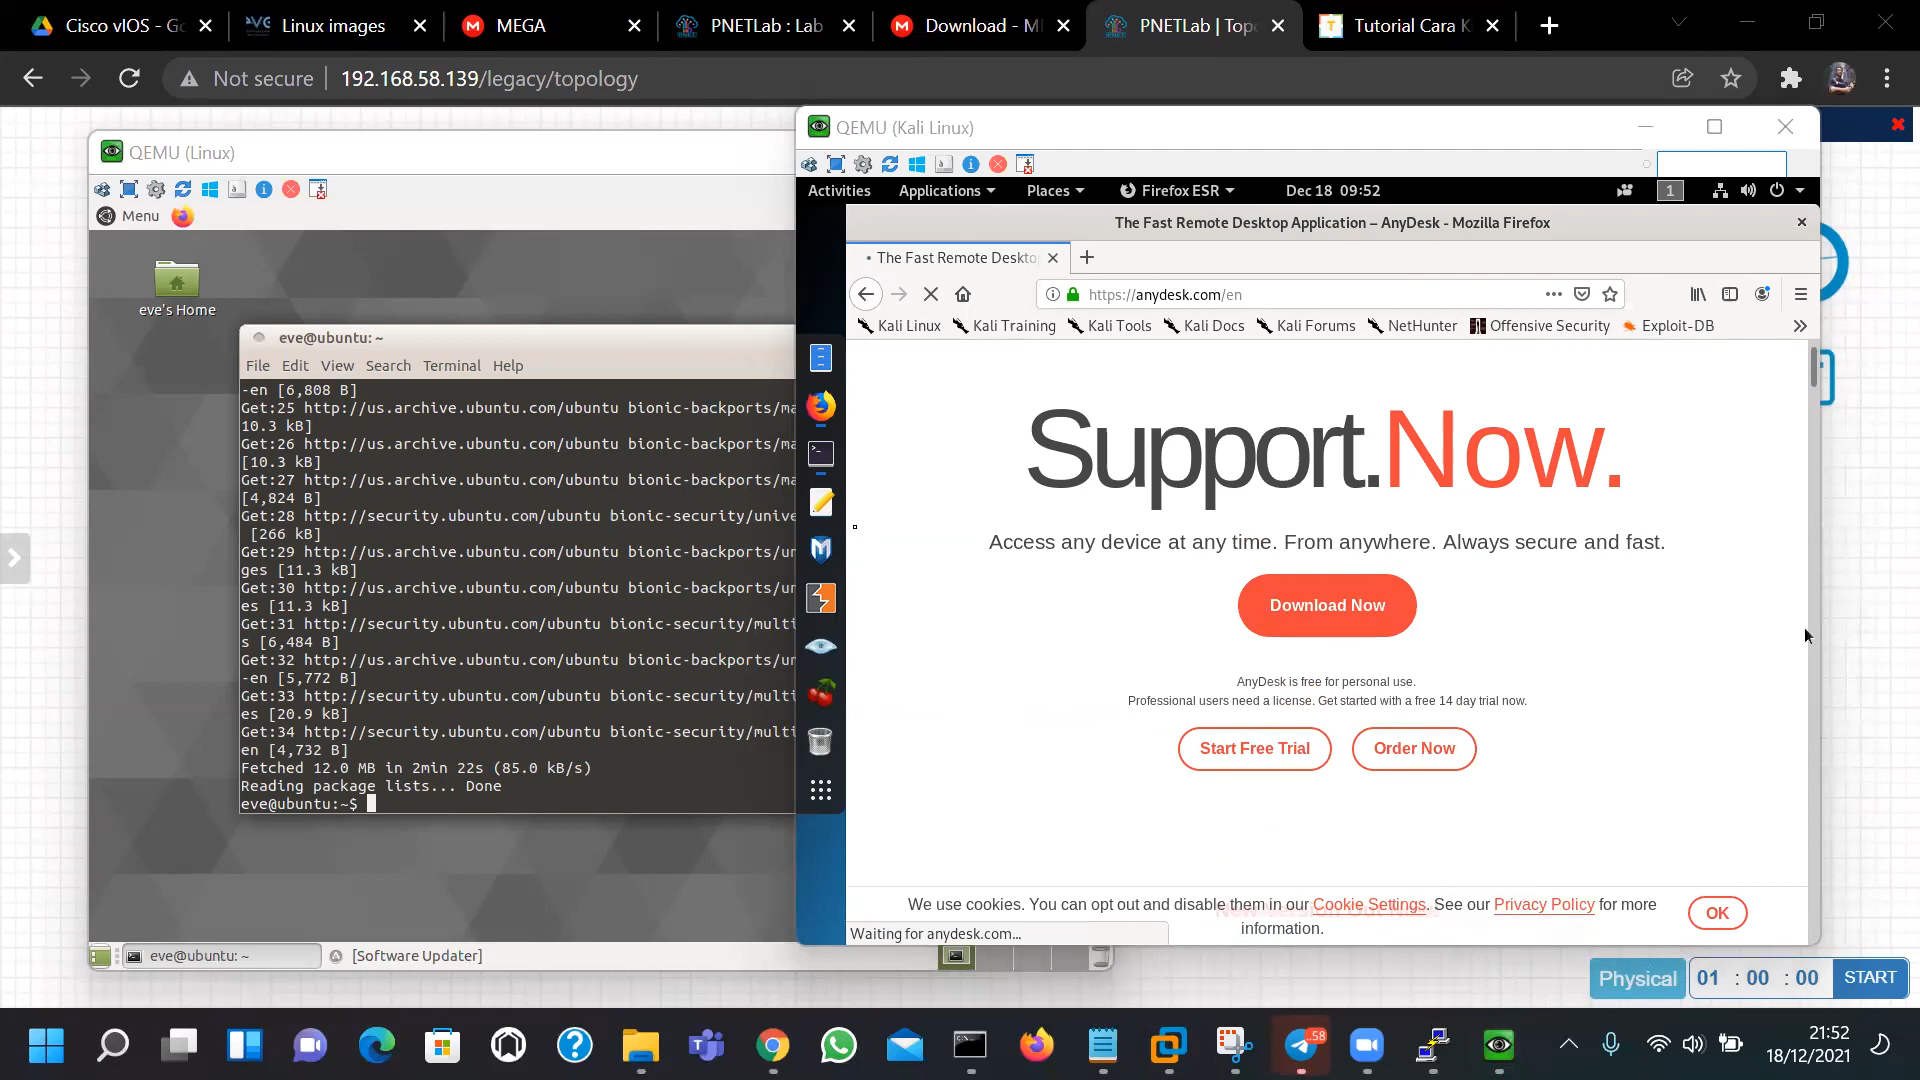 Cisco vIOS - Go
Linux images
MEGA
PNETLab : Lab
Download - M
PNETLab | Topo
Tutorial Cara K
Not secure
192.168.58.139/legacy/topology
QEMU (Linux)
Menu
eve's Home
eve@ubuntu: ~
File Edit View Search Terminal Help
-en [6,808 B]
Get:25 http://us.archive.ubuntu.com/ubuntu bionic-backports/ma
10.3 kB]
Get:26 http://us.archive.ubuntu.com/ubuntu bionic-backports/ma
[10.3 kB]
Get:27 http://us.archive.ubuntu.com/ubuntu bionic-backports/ma
[4,824 B]
Get:28 http://security.ubuntu.com/ubuntu bionic-security/unive
[266 kB]
Get:29 http://us.archive.ubuntu.com/ubuntu bionic-backports/un
ges [11.3 kB]
Get:30 http://us.archive.ubuntu.com/ubuntu bionic-backports/un
es [11.3 kB]
Get:31 http://security.ubuntu.com/ubuntu bionic-security/multi
s [6,484 B]
Get:32 http://us.archive.ubuntu.com/ubuntu bionic-backports/un
-en [5,772 B]
Get:33 http://security.ubuntu.com/ubuntu bionic-security/multi
es [20.9 kB]
Get:34 http://security.ubuntu.com/ubuntu bionic-security/multi
en [4,732 B]
Fetched 12.0 MB in 2min 22s (85.0 kB/s)
Reading package lists... Done
eve@ubuntu:~$
eve@ubuntu: ~
[Software Updater]
QEMU (Kali Linux)
Activities Applications Places Firefox ESR Dec 18 09:52 1
The Fast Remote Desktop Application – AnyDesk - Mozilla Firefox
• The Fast Remote Deskto
https://anydesk.com/en
Kali Linux Kali Training Kali Tools Kali Docs Kali Forums NetHunter Offensive Security Exploit-DB
Support.Now.
Access any device at any time. From anywhere. Always secure and fast.
Download Now
AnyDesk is free for personal use.
Professional users need a license. Get started with a free 14 day trial now.
Start Free Trial
Order Now
We use cookies. You can opt out and disable them in our Cookie Settings. See our Privacy Policy for more
information.
OK
Waiting for anydesk.com...
Physical
01 : 00 : 00
START
58
21:52
18/12/2021